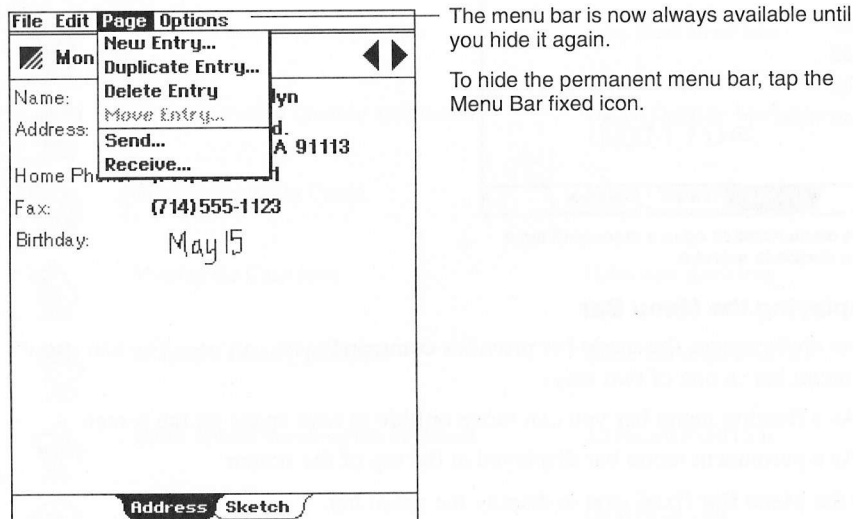 File Edit Page Options
New Entry...
Duplicate Entry...
Delete Entry
Move Entry...
Send...
Receive...
Mon
Name: lyn
Address: d.
A 91113
Home Ph
Fax: (714) 555-1123
Birthday: May 15
Address Sketch
The menu bar is now always available until
you hide it again.
To hide the permanent menu bar, tap the
Menu Bar fixed icon.